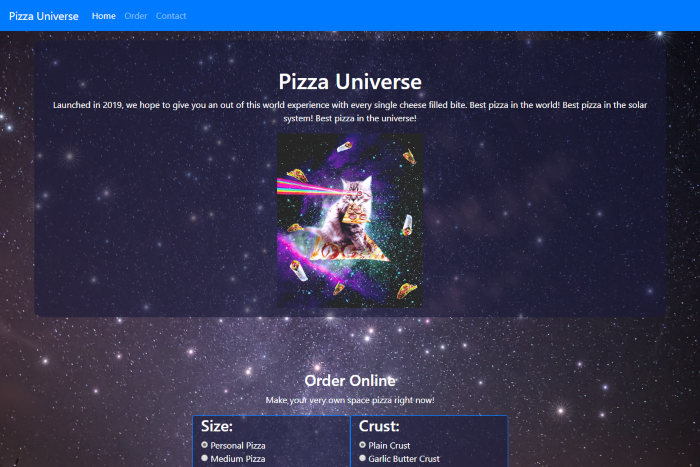 Pizza Universe Home Order Contact
Pizza Universe
Launched in 2019, we hope to give you an out of this world experience with every single cheese filled bite. Best pizza in the world! Best pizza in the solar
system! Best pizza in the universe!
Order Online
Make your very own space pizza right now!
Size: Crust:
Personal Pizza Plain Crust
Medium Pizza Garlic Butter Crust